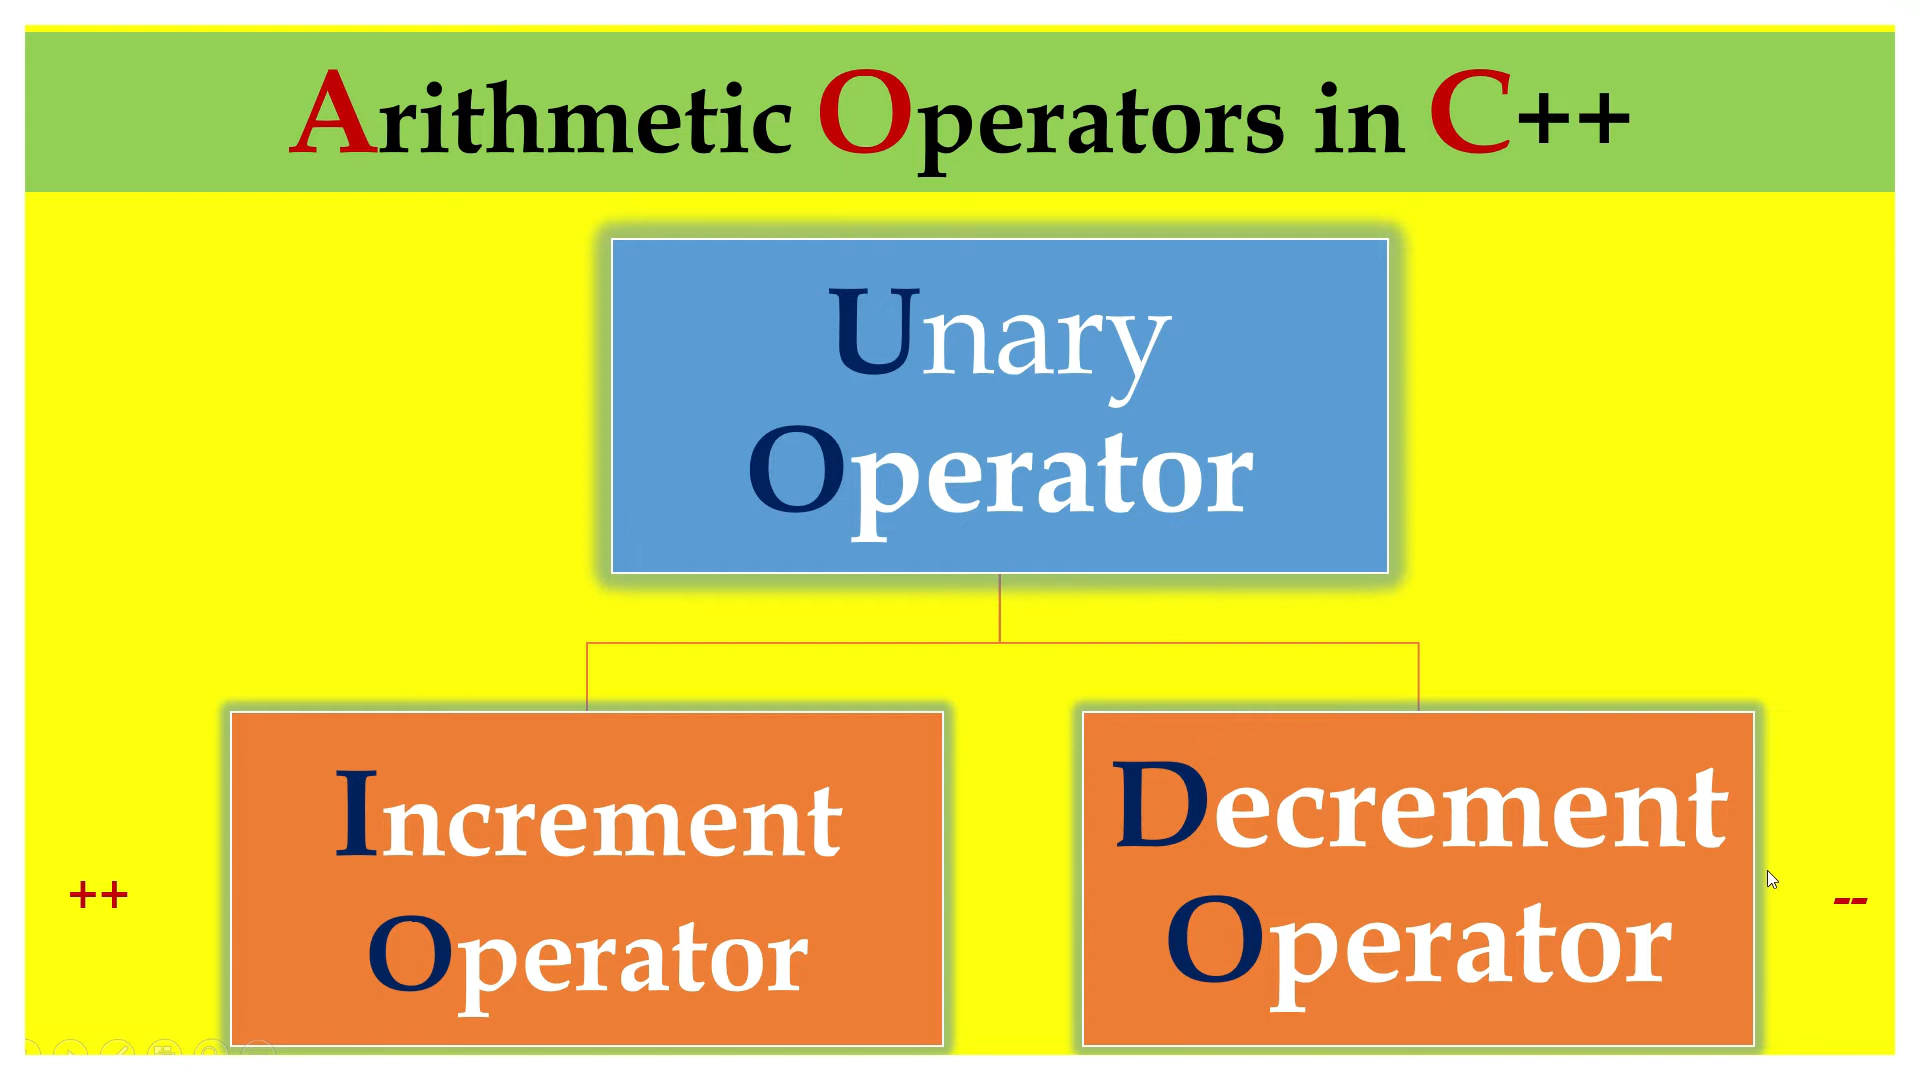 Arithmetic Operators in C++
Unary
Operator
Increment
Operator
Decrement
Operator
++
--